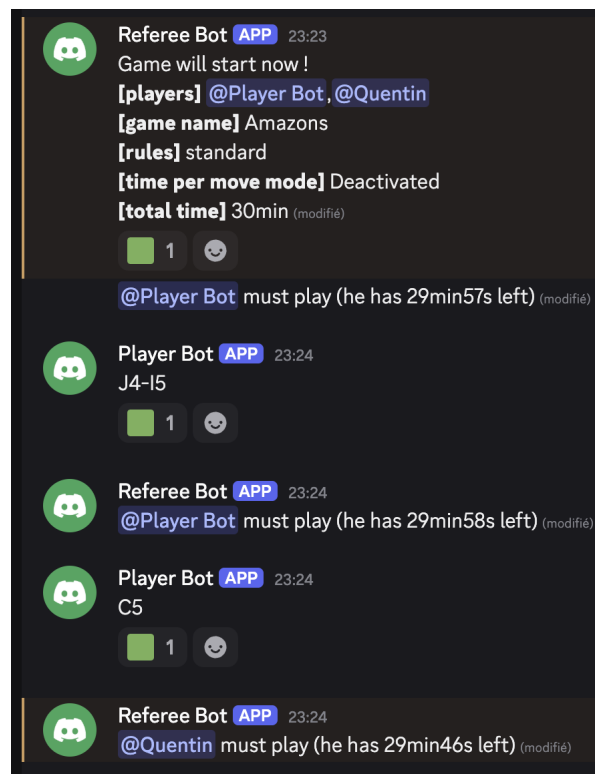 Referee Bot APP 23:23
Game will start now !
[players] @Player Bot,@Quentin
[game name] Amazons
[rules] standard
[time per move mode] Deactivated
[total time] 30min (modifié)
1
@Player Bot must play (he has 29min57s left) (modifié)
Player Bot APP 23:24
J4-I5
1
Referee Bot APP 23:24
@Player Bot must play (he has 29min58s left) (modifié)
Player Bot APP 23:24
C5
1
Referee Bot APP 23:24
@Quentin must play (he has 29min46s left) (modifié)